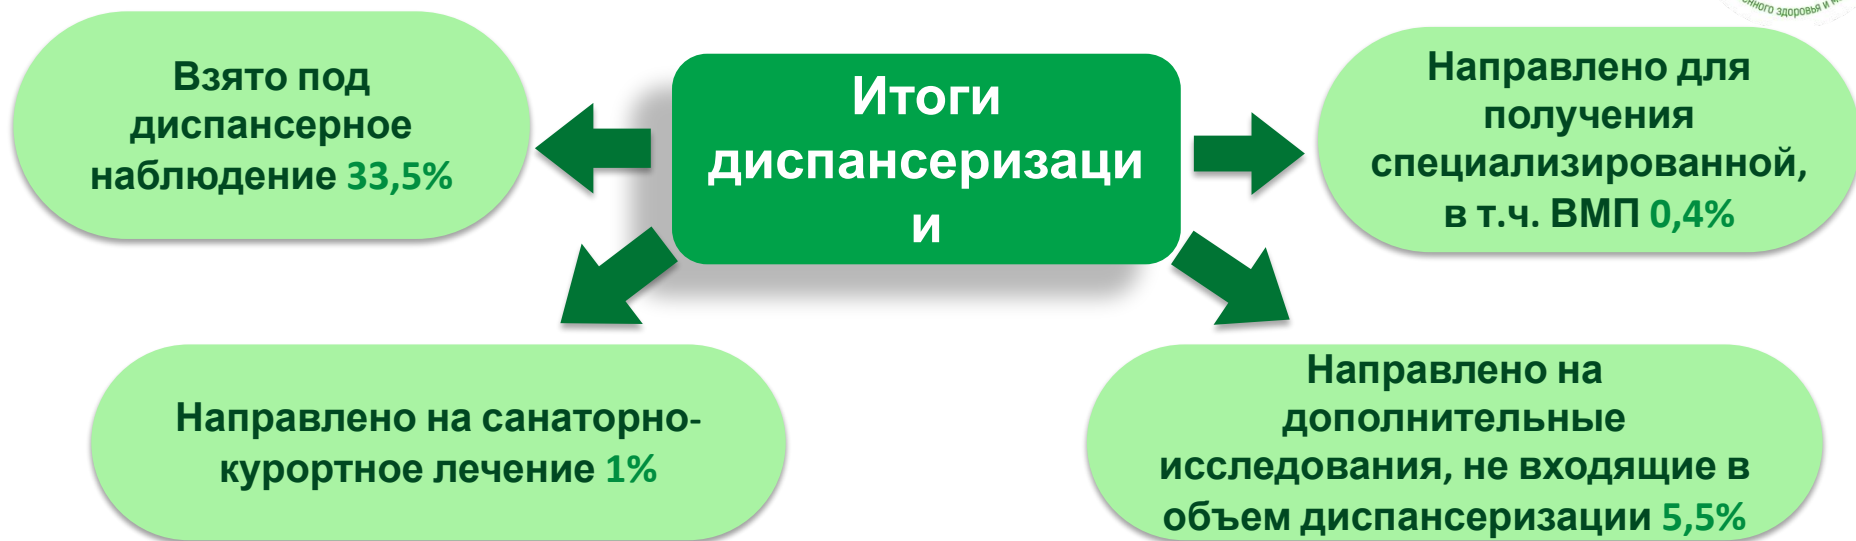 здоровья и
Взято под
диспансерное
наблюдение 33,5%
Итоги
диспансеризаци
и
Направлено для
получения
специализированной,
в т.ч. ВМП 0,4%
Направлено на санаторно-
курортное лечение 1%
Направлено на
дополнительные
исследования, не входящие в
объем диспансеризации 5,5%